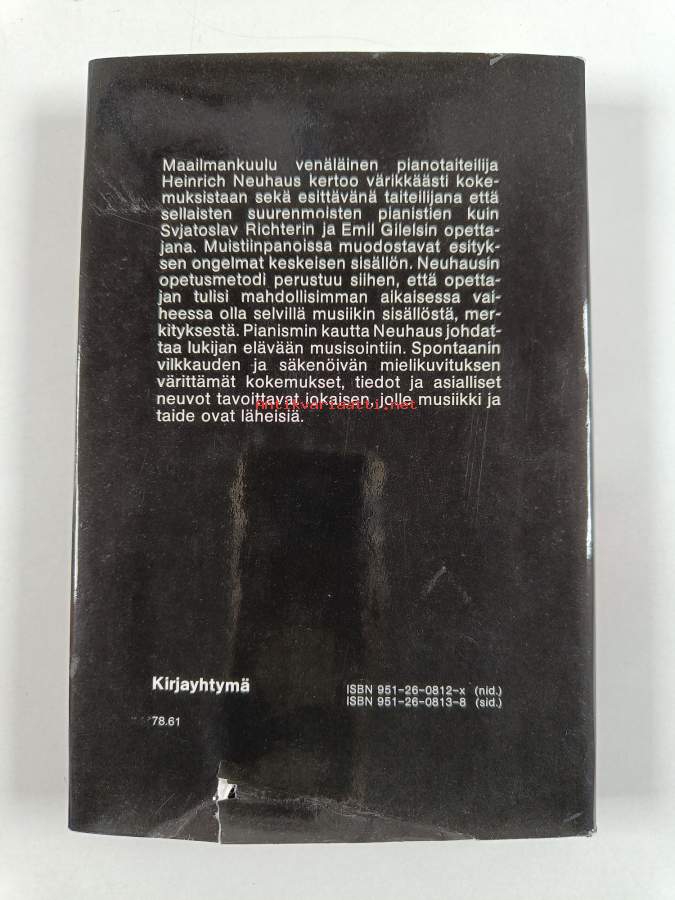 Maailmankuulu venäläinen pianotaiteilija
Heinrich Neuhaus kertoo värikkäästi koke-
muksistaan sekä esittävänä taiteilijana että
sellaisten suurenmoisten pianistien kuin
Svjatoslav Richterin ja Emil Gilelsin opetta-
jana. Muistiinpanoissa muodostavat esityk-
sen ongelmat keskeisen sisällön. Neuhausin
opetusmetodi perustuu siihen, että opetta-
jan tulisi mahdollisimman aikaisessa vai-
heessa olla selvillä musiikin sisällöstä, mer-
kityksestä. Pianismin kautta Neuhaus johdat-
taa lukijan elävään musisointiin. Spontaanin
vilkkauden ja säkenöivän mielikuvituksen
värittämät kokemukset, tiedot ja asialliset
neuvot tavoittavat jokaisen, jolle musiikki ja
Antikvariaatti.net
taide ovat läheisiä.
Kirjayhtymä
ISBN 951-26-0812-x (nid.)
ISBN 951-26-0813-8 (sid.)
78.61